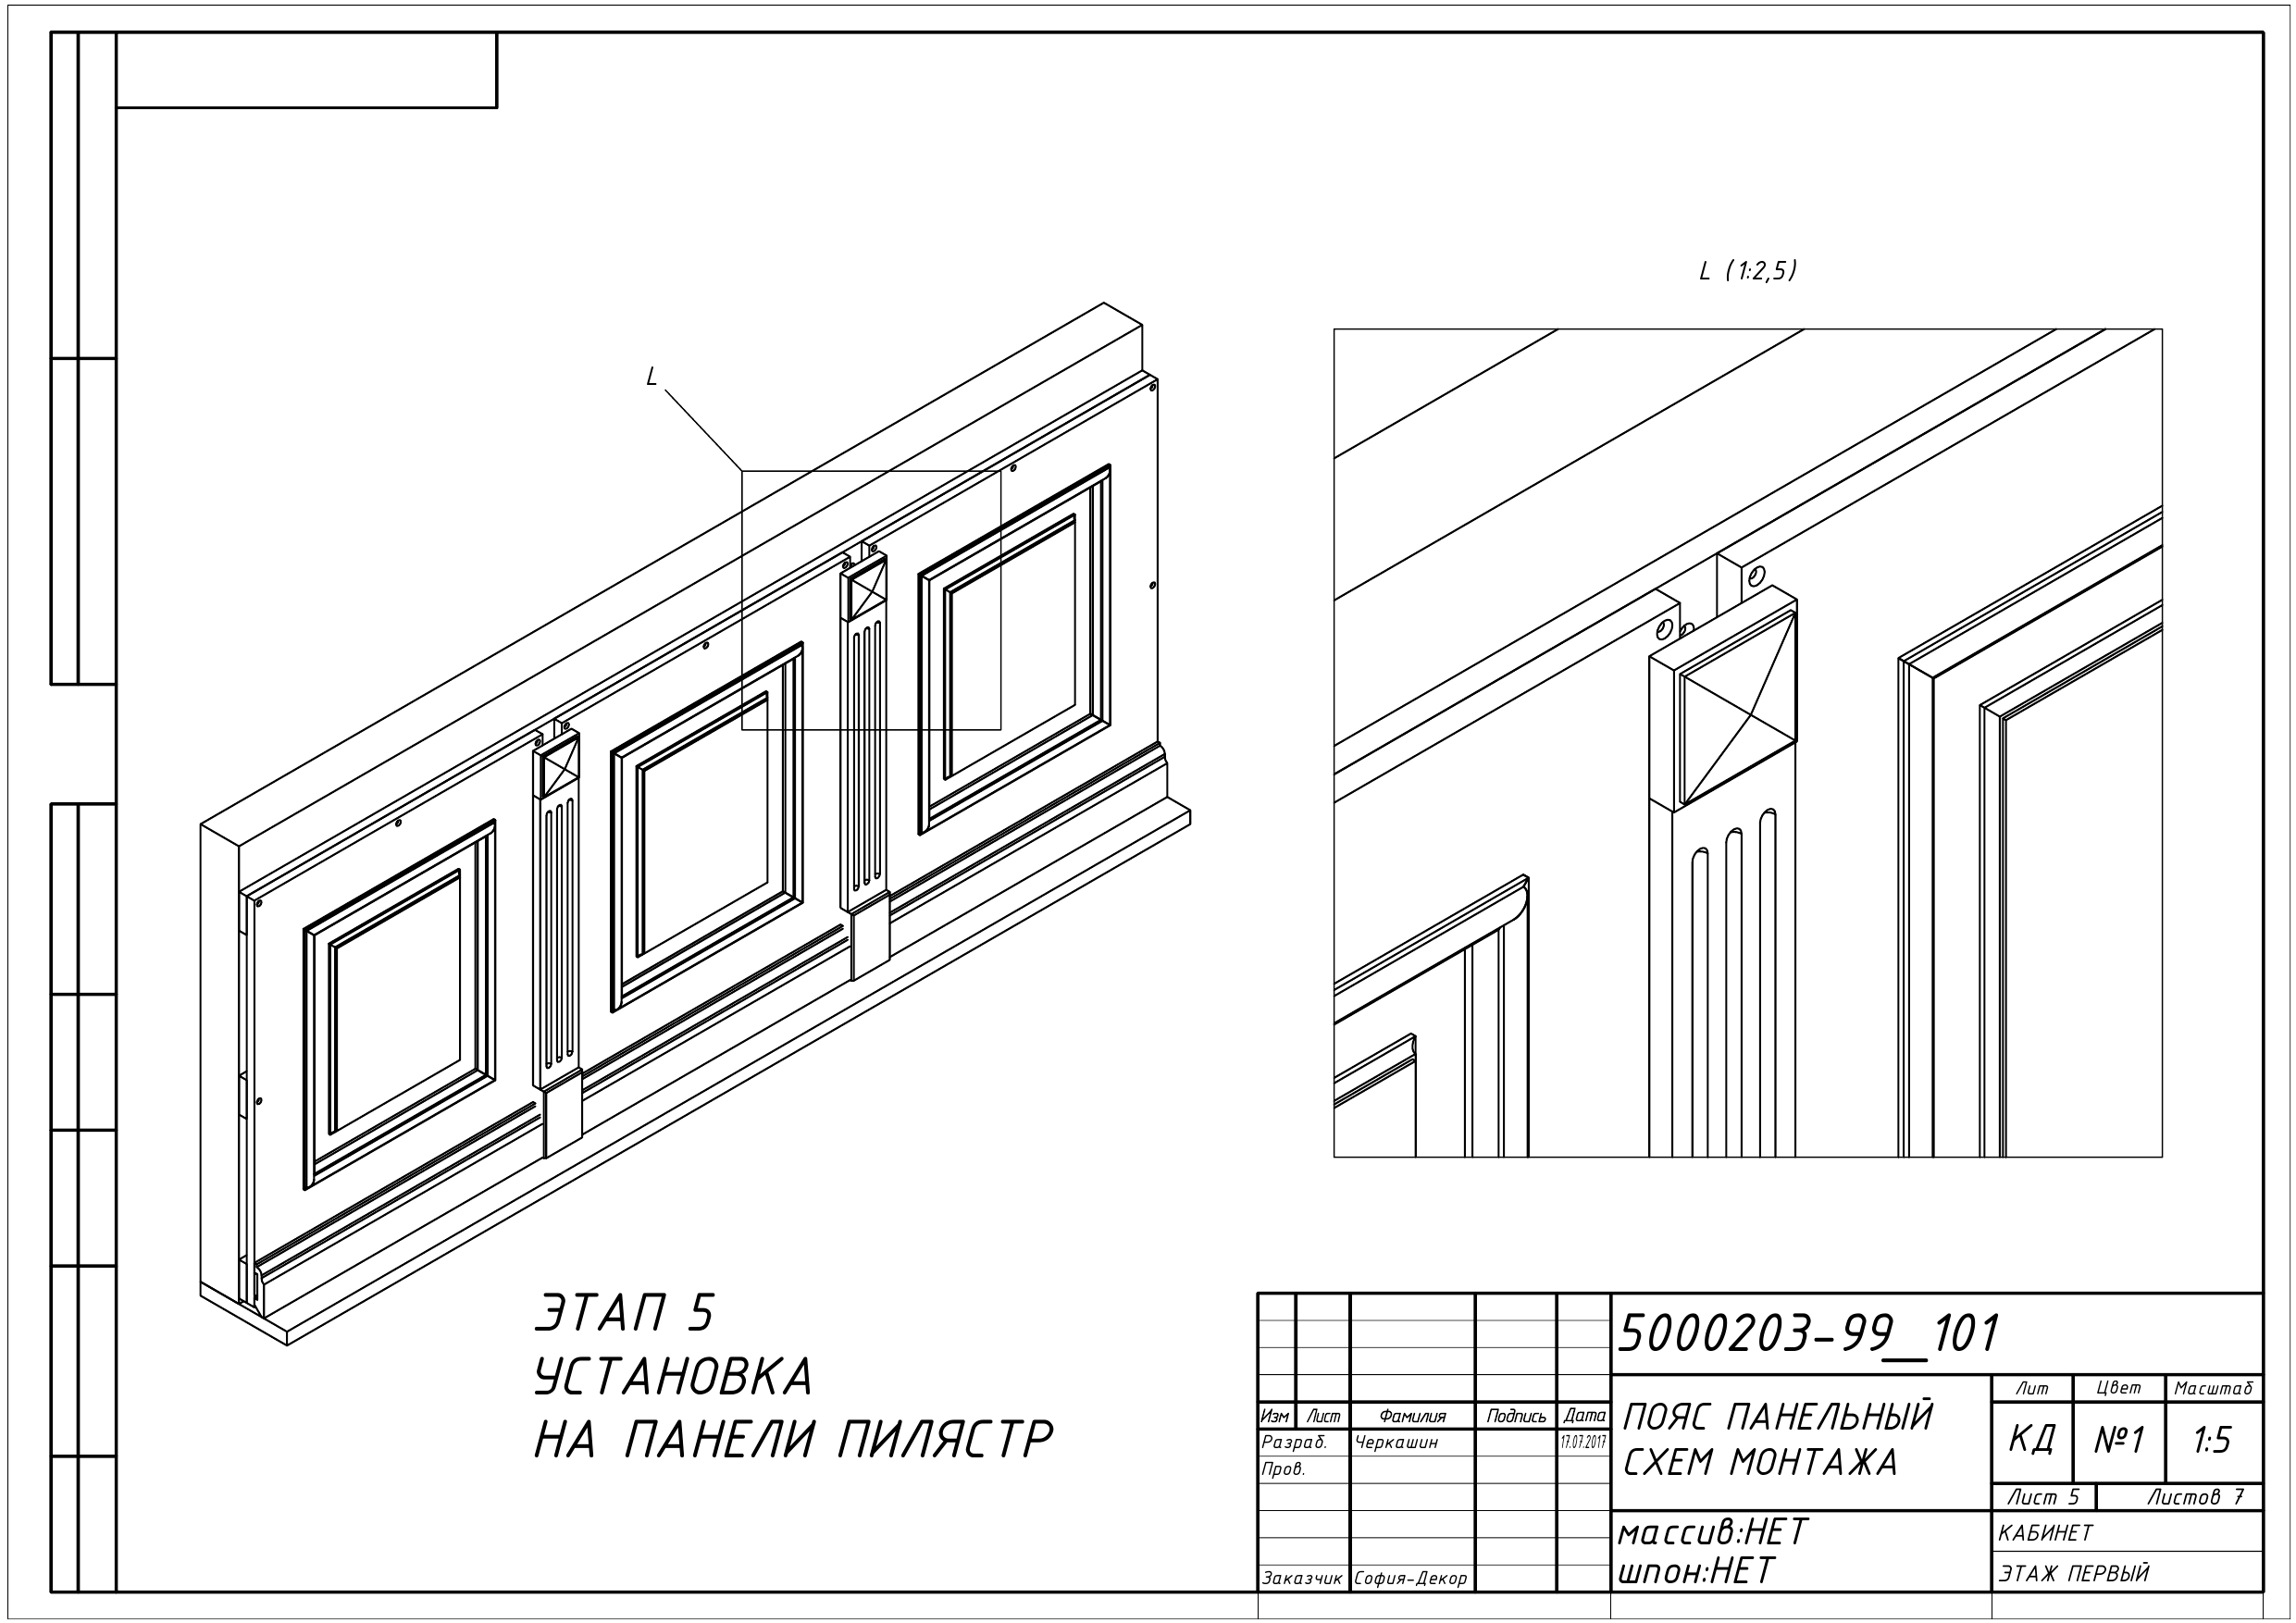 L (1:2,5)
L
ЭТАП 5
УСТАНОВКА
НА ПАНЕЛИ ПИЛЯСТР
5000203-99_101
Лит Цвет Масштаб
Изм Лист Фамилия Подпись Дата
ПОЯС ПАНЕЛЬНЫЙ
СХЕМ МОНТАЖА
КД №1 1:5
Разраб. Черкашин 17.07.2017
Пров.
Лист 5 Листов 7
массив:НЕТ
шпон:НЕТ
КАБИНЕТ
ЭТАЖ ПЕРВЫЙ
Заказчик София-Декор